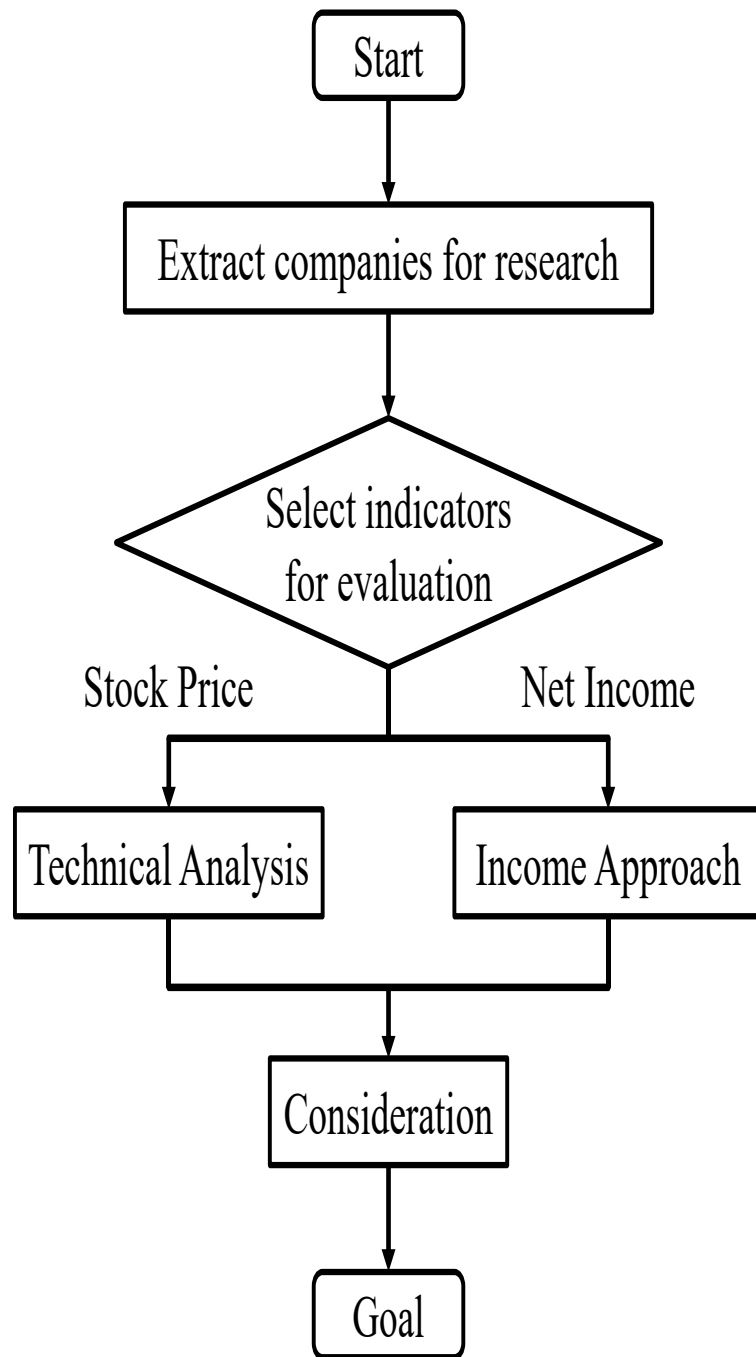 Start
Extract companies for research
Select indicators
for evaluation
Stock Price
Net Income
Technical Analysis
Income Approach
Consideration
Goal